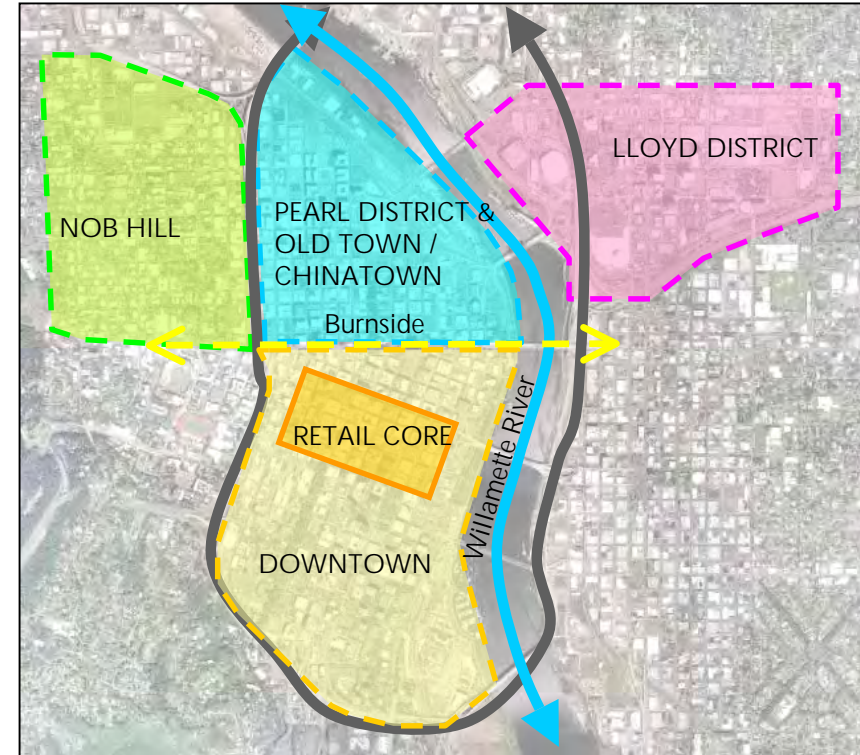 LLOYD DISTRICT
NOB HILL
PEARL DISTRICT &
OLD TOWN /
CHINATOWN
Burnside
RETAIL CORE
Willamette River
DOWNTOWN